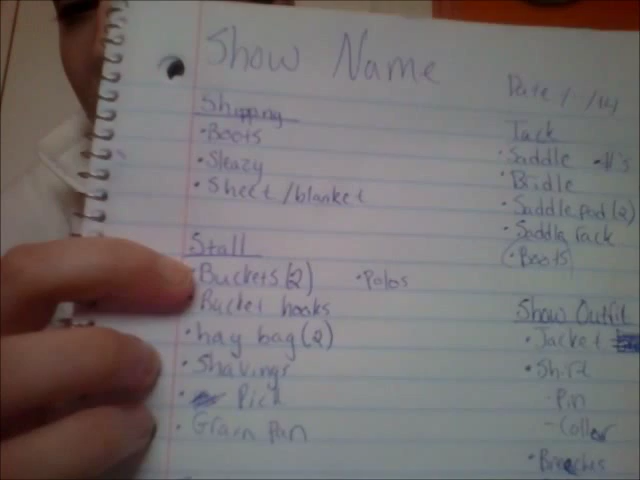 Show Name
Date / /14
Shipping
• Boots
• Sleazy
• Sheet/blanket
Stall
• Buckets (2) • Polos
Bucket hooks
• hay bag (2)
• Shavings
• Pick
• Grain Pan
Tack
• Saddle
• Bridle
• Saddle pad (2)
• Saddle rack
• Boots
Show Outfit
• Jacket
• Shirt
- Pin
- Collar
• Breeches